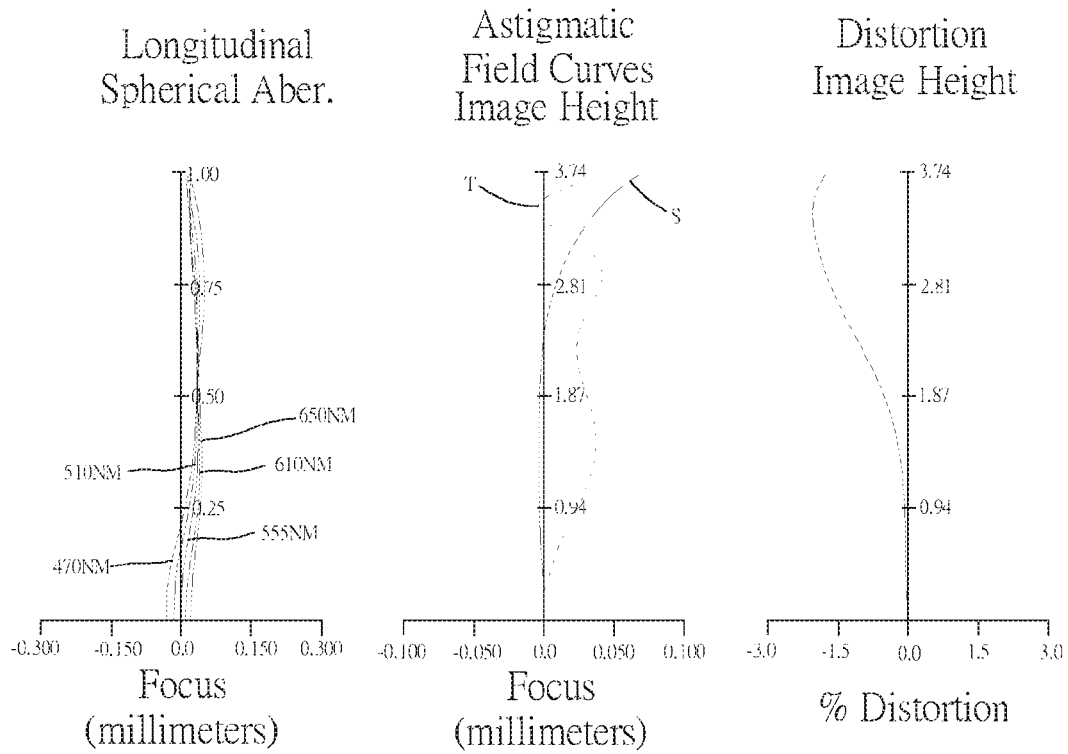 Longitudinal
Spherical Aber.
1.00
0.75
0.50
650NM
510NM
610NM
0.25
555NM
470NM
-0.300
-0.150
0.0
0.150
0.300
Focus
(millimeters)
Astigmatic
Field Curves
Image Height
3.74
T
S
2.81
1.87
0.94
-0.100
-0.050
0.0
0.050
0.100
Focus
(millimeters)
Distortion
Image Height
3.74
2.81
1.87
0.94
-3.0
-1.5
0.0
1.5
3.0
% Distortion